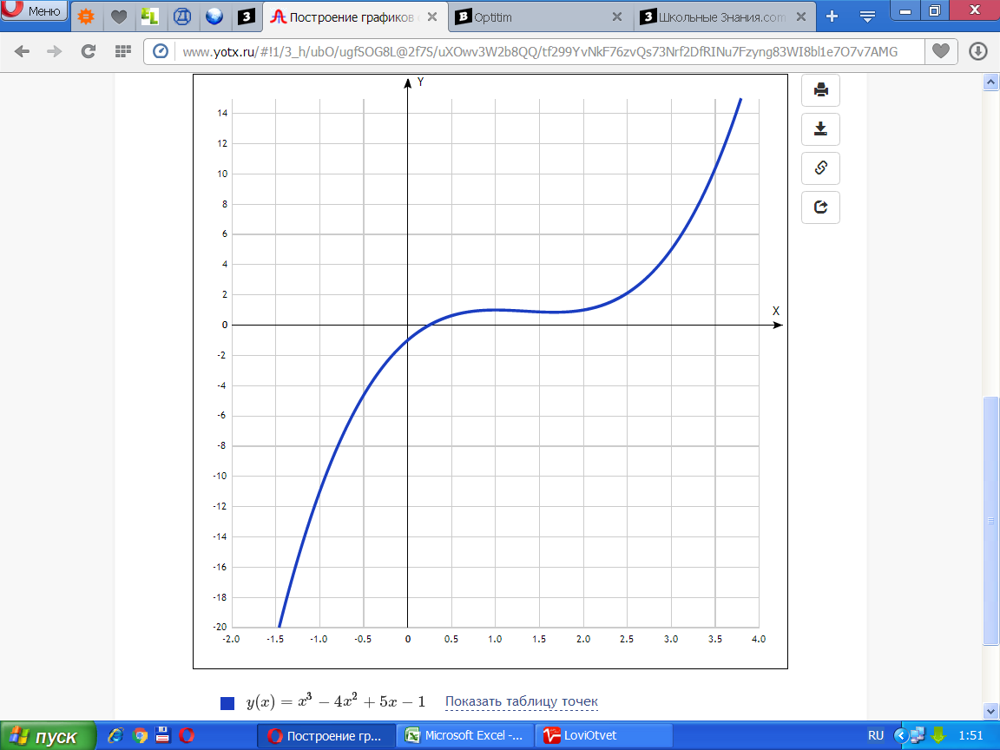 Меню
З
Построение графиков
B Optitim
З Школьные Знания.com
www.yotx.ru/#!1/3_h/ubO/ugfSOG8L@2f7S/uXOwv3W2b8QQ/tf299YvNkF76zvQs73Nrf2DfRINu7Fzyng83WI8bl1e7O7v7AMG
Y
14
12
10
8
6
4
2
X
0
-2
-4
-6
-8
-10
-12
-14
-16
-18
-20
-2.0 -1.5 -1.0 -0.5 0 0.5 1.0 1.5 2.0 2.5 3.0 3.5 4.0
y(x) = x³ − 4x² + 5x − 1 Показать таблицу точек
пуск Построение гр... Microsoft Excel -... LoviOtvet RU 1:51